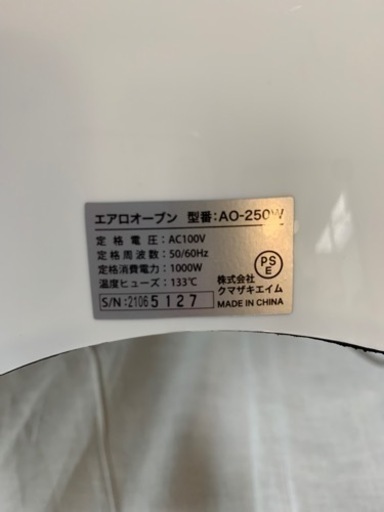 エアロオーブン 型番:AO-250W
定格電圧:AC100V
定格周波数:50/60Hz
定格消費電力:1000W
温度ヒューズ:133℃
S/N:21065127
PSE
株式会社
クマザキエイム
MADE IN CHINA